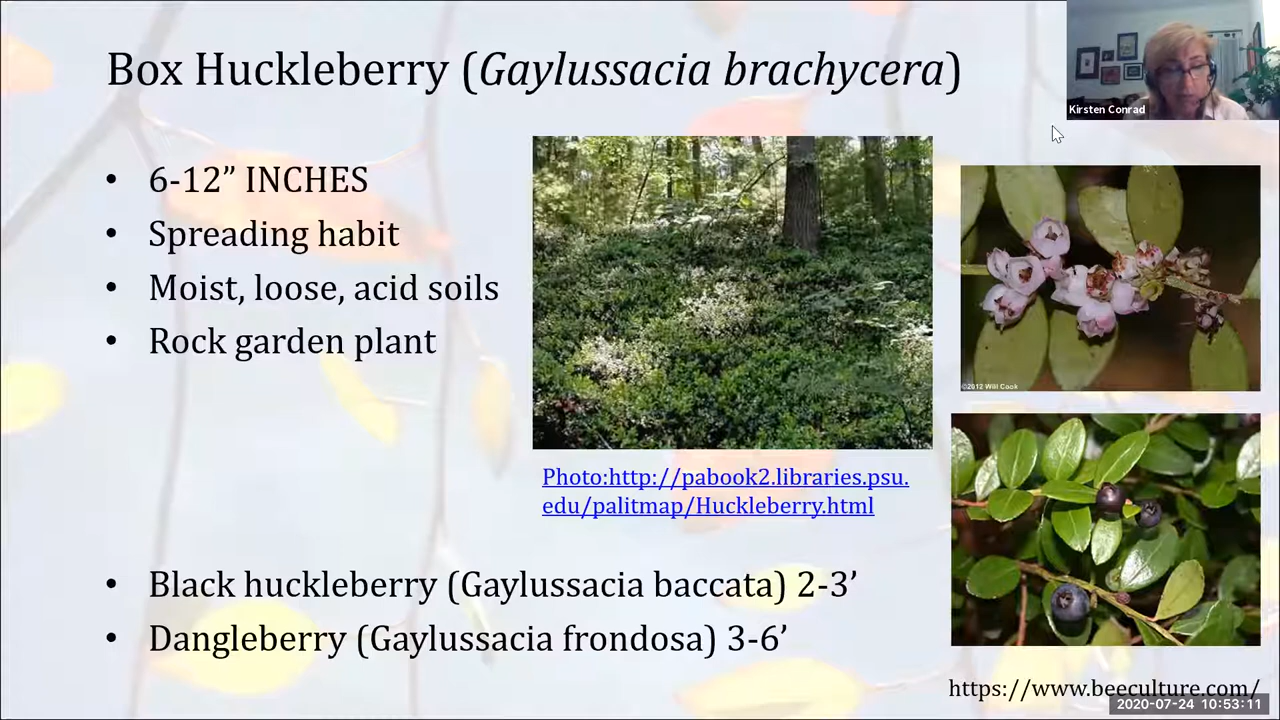 Box Huckleberry (Gaylussacia brachycera)
Kirsten Conrad
• 6-12” INCHES
• Spreading habit
• Moist, loose, acid soils
• Rock garden plant
©2012 Will Cook
Photo:http://pabook2.libraries.psu.
edu/palitmap/Huckleberry.html
• Black huckleberry (Gaylussacia baccata) 2-3’
• Dangleberry (Gaylussacia frondosa) 3-6’
https://www.beeculture.com/
2020-07-24 10:53:11